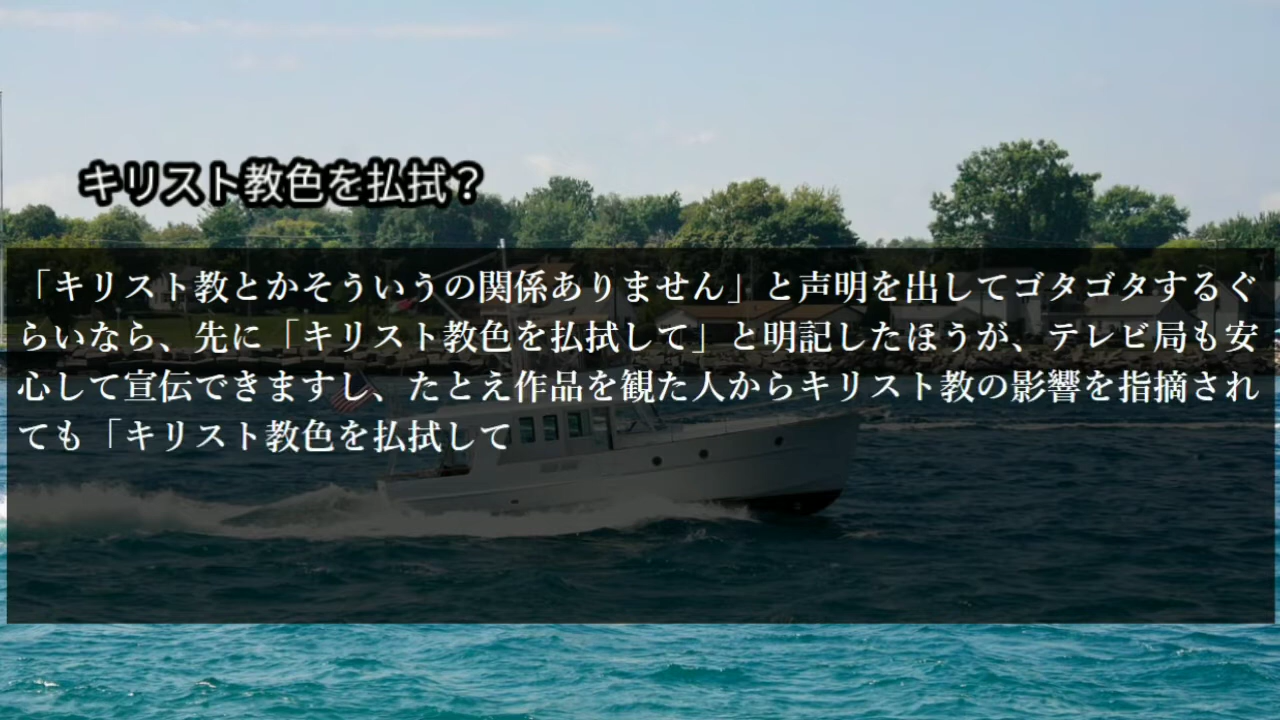 キリスト教色を払拭？
「キリスト教とかそういうの関係ありません」と声明を出してゴタゴタするぐ
らいなら、先に「キリスト教色を払拭して」と明記したほうが、テレビ局も安
心して宣伝できますし、たとえ作品を観た人からキリスト教の影響を指摘され
ても「キリスト教色を払拭して